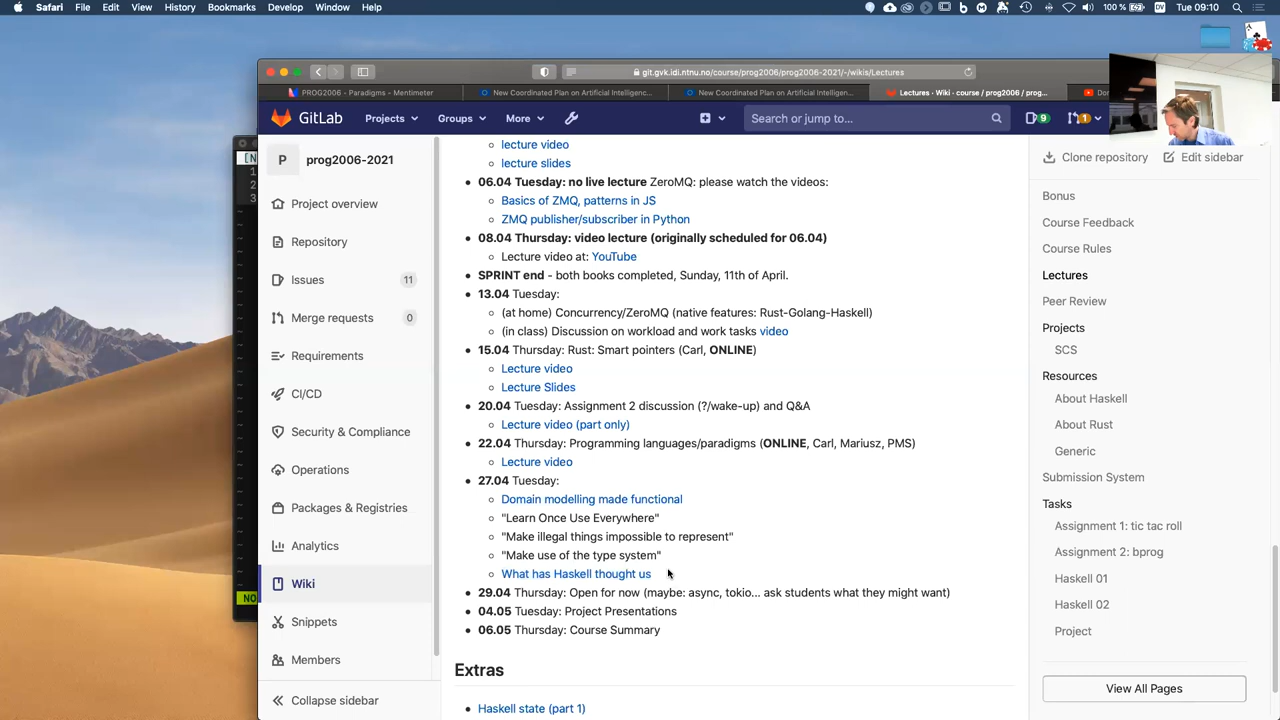 Safari File Edit View History Bookmarks Window Develop Help 100 % DV Tue 09:10
git.gvk.idi.ntnu.no/course/prog2006/prog2006-2021/-/wikis/Lectures
PROG2006 - Paradigms - Mentimeter
New Coordinated Plan on Artificial Intelligenc...
New Coordinated Plan on Artificial Intelligenc...
Lectures · Wiki · course / prog2006 / prog...
GitLab Projects Groups More Search or jump to... 9 1
P prog2006-2021
Project overview
Repository
Issues 11
Merge requests 0
Requirements
CI/CD
Security & Compliance
Operations
Packages & Registries
Wiki
Snippets
Members
Collapse sidebar
lecture video
lecture slides
06.04 Tuesday: no live lecture ZeroMQ: please watch the videos:
Basics of ZMQ, patterns in JS
ZMQ publisher/subscriber in Python
08.04 Thursday: video lecture (originally scheduled for 06.04)
Lecture video at: YouTube
SPRINT end - both books completed, Sunday, 11th of April.
13.04 Tuesday:
home) Concurrency/ZeroMQ (native features: Rust-Golang-Haskell)
class) Discussion on workload and work tasks video
15.04 Thursday: Rust: Smart pointers (Carl, ONLINE)
Lecture video
Lecture Slides
20.04 Tuesday: Assignment 2 discussion (?/wake-up) and Q&A
Lecture video (part only)
22.04 Thursday: Programming languages/paradigms (ONLINE, Carl, Mariusz, PMS)
Lecture video
27.04 Tuesday:
Domain modelling made functional
"Learn Once Use Everywhere"
"Make illegal things impossible to represent"
"Make use of the type system"
What has Haskell thought us
29.04 Thursday: Open for now (maybe: async, tokio... ask students what they might want)
04.05 Tuesday: Project Presentations
06.05 Thursday: Course Summary
Extras
Haskell state (part 1)
Clone repository Edit sidebar
Bonus
Course Feedback
Course Rules
Lectures
Peer Review
Projects
SCS
Resources
About Haskell
About Rust
Generic
Submission System
Tasks
Assignment 1: tic tac roll
Assignment 2: bprog
Haskell 01
Haskell 02
Project
View All Pages